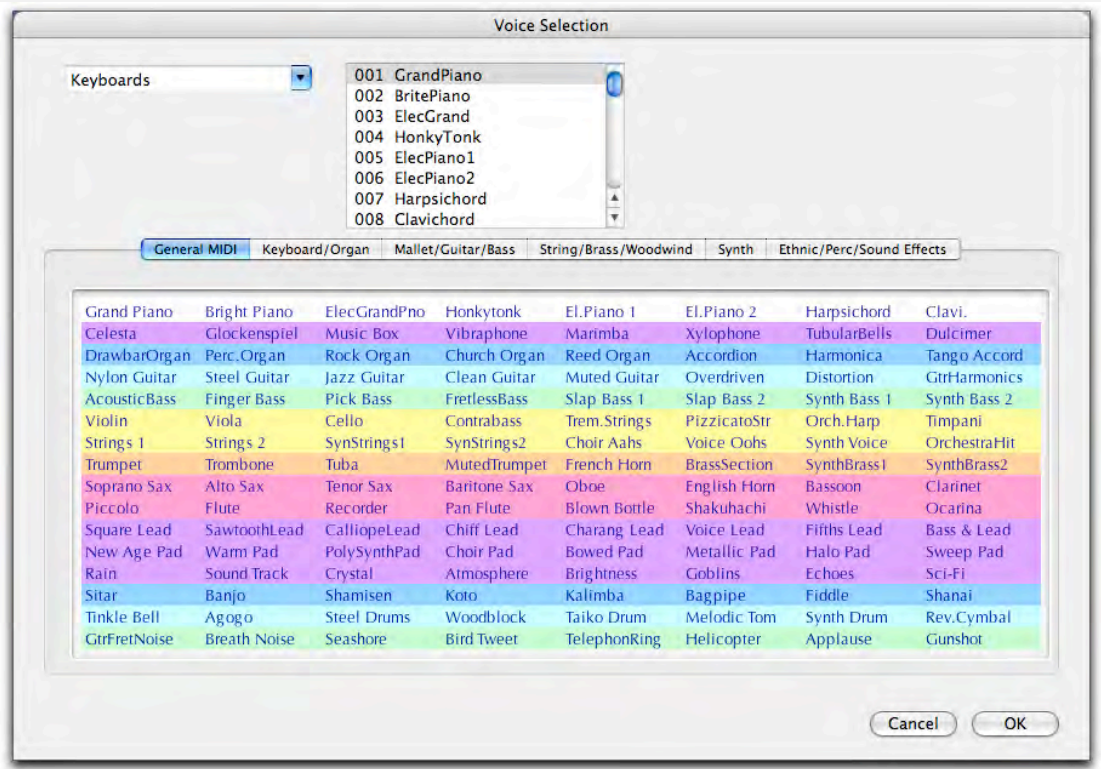 Voice Selection
Keyboards
001 GrandPiano
002 BritePiano
003 ElecGrand
004 HonkyTonk
005 ElecPiano1
006 ElecPiano2
007 Harpsichord
008 Clavichord
General MIDI Keyboard/Organ Mallet/Guitar/Bass String/Brass/Woodwind Synth Ethnic/Perc/Sound Effects
Grand Piano Bright Piano ElecGrandPno Honkytonk El.Piano 1 El.Piano 2 Harpsichord Clavi.
Celesta Glockenspiel Music Box Vibraphone Marimba Xylophone TubularBells Dulcimer
DrawbarOrgan Perc.Organ Rock Organ Church Organ Reed Organ Accordion Harmonica Tango Accord
Nylon Guitar Steel Guitar Jazz Guitar Clean Guitar Muted Guitar Overdriven Distortion GtrHarmonics
AcousticBass Finger Bass Pick Bass FretlessBass Slap Bass 1 Slap Bass 2 Synth Bass 1 Synth Bass 2
Violin Viola Cello Contrabass Trem.Strings PizzicatoStr Orch.Harp Timpani
Strings 1 Strings 2 SynStrings1 SynStrings2 Choir Aahs Voice Oohs Synth Voice OrchestraHit
Trumpet Trombone Tuba MutedTrumpet French Horn BrassSection SynthBrass1 SynthBrass2
Soprano Sax Alto Sax Tenor Sax Baritone Sax Oboe English Horn Bassoon Clarinet
Piccolo Flute Recorder Pan Flute Blown Bottle Shakuhachi Whistle Ocarina
Square Lead SawtoothLead CalliopeLead Chiff Lead Charang Lead Voice Lead Fifths Lead Bass & Lead
New Age Pad Warm Pad PolySynthPad Choir Pad Bowed Pad Metallic Pad Halo Pad Sweep Pad
Rain Sound Track Crystal Atmosphere Brightness Goblins Echoes Sci-Fi
Sitar Banjo Shamisen Koto Kalimba Bagpipe Fiddle Shanai
Tinkle Bell Agogo Steel Drums Woodblock Taiko Drum Melodic Tom Synth Drum Rev.Cymbal
GtrFretNoise Breath Noise Seashore Bird Tweet TelephonRing Helicopter Applause Gunshot
Cancel OK